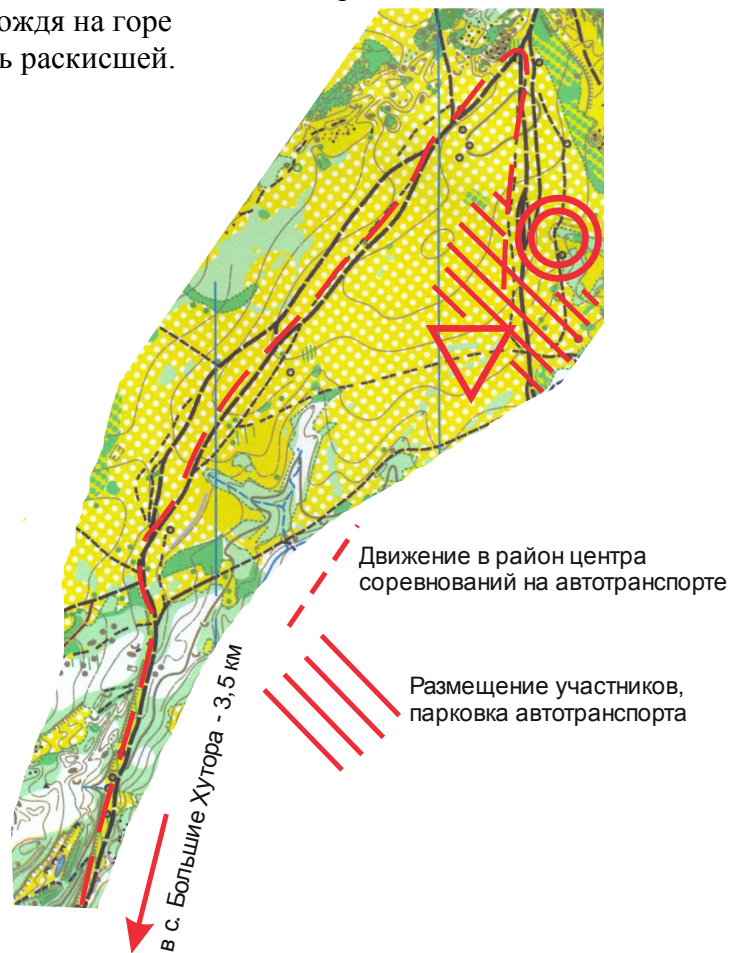 ождя на горе
ь раскисшей.
Движение в район центра
соревнований на автотранспорте
Размещение участников,
парковка автотранспорта
в с. Большие Хутора - 3,5 км